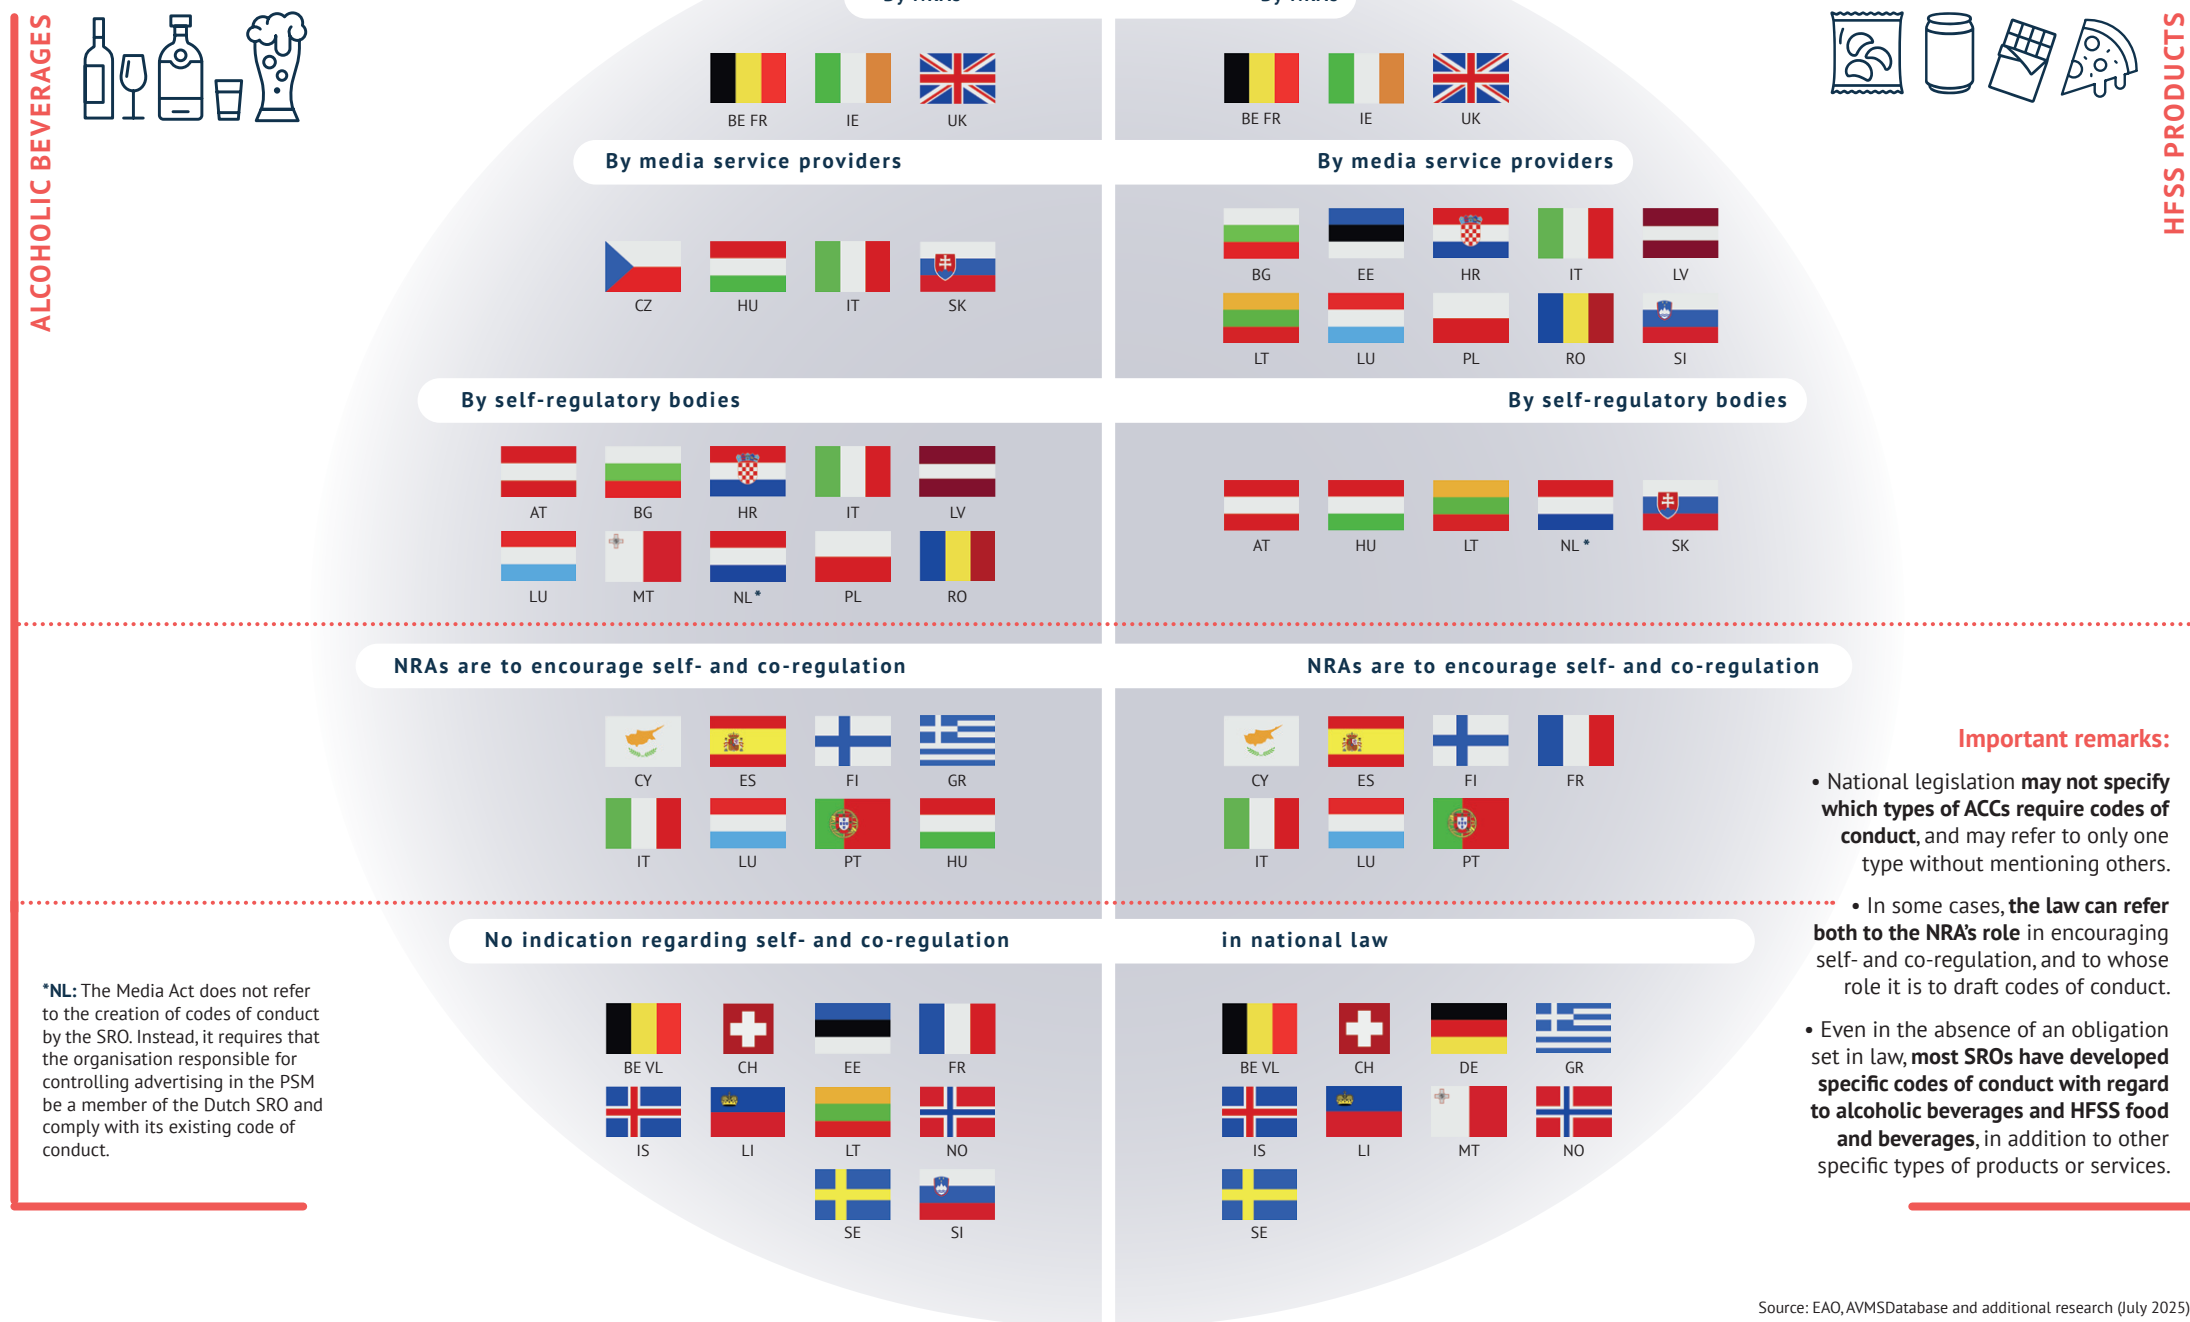 ALCOHOLIC BEVERAGES
HFSS PRODUCTS
By NRAs
By NRAs
BE FR IE UK
BE FR IE UK
By media service providers
By media service providers
CZ HU IT SK
BG EE HR IT LV
LT LU PL RO SI
By self-regulatory bodies
By self-regulatory bodies
AT BG HR IT LV
LU MT NL* PL RO
AT HU LT NL* SK
NRAs are to encourage self- and co-regulation
NRAs are to encourage self- and co-regulation
CY ES FI GR
IT LU PT HU
CY ES FI FR
IT LU PT
No indication regarding self- and co-regulation in national law
BE VL CH EE FR
IS LI LT NO
SE SI
BE VL CH DE GR
IS LI MT NO
SE
*NL: The Media Act does not refer
to the creation of codes of conduct
by the SRO. Instead, it requires that
the organisation responsible for
controlling advertising in the PSM
be a member of the Dutch SRO and
comply with its existing code of
conduct.
Important remarks:
• National legislation may not specify
which types of ACCs require codes of
conduct, and may refer to only one
type without mentioning others.
• In some cases, the law can refer
both to the NRA’s role in encouraging
self- and co-regulation, and to whose
role it is to draft codes of conduct.
• Even in the absence of an obligation
set in law, most SROs have developed
specific codes of conduct with regard
to alcoholic beverages and HFSS food
and beverages, in addition to other
specific types of products or services.
Source: EAO, AVMSDatabase and additional research (July 2025)